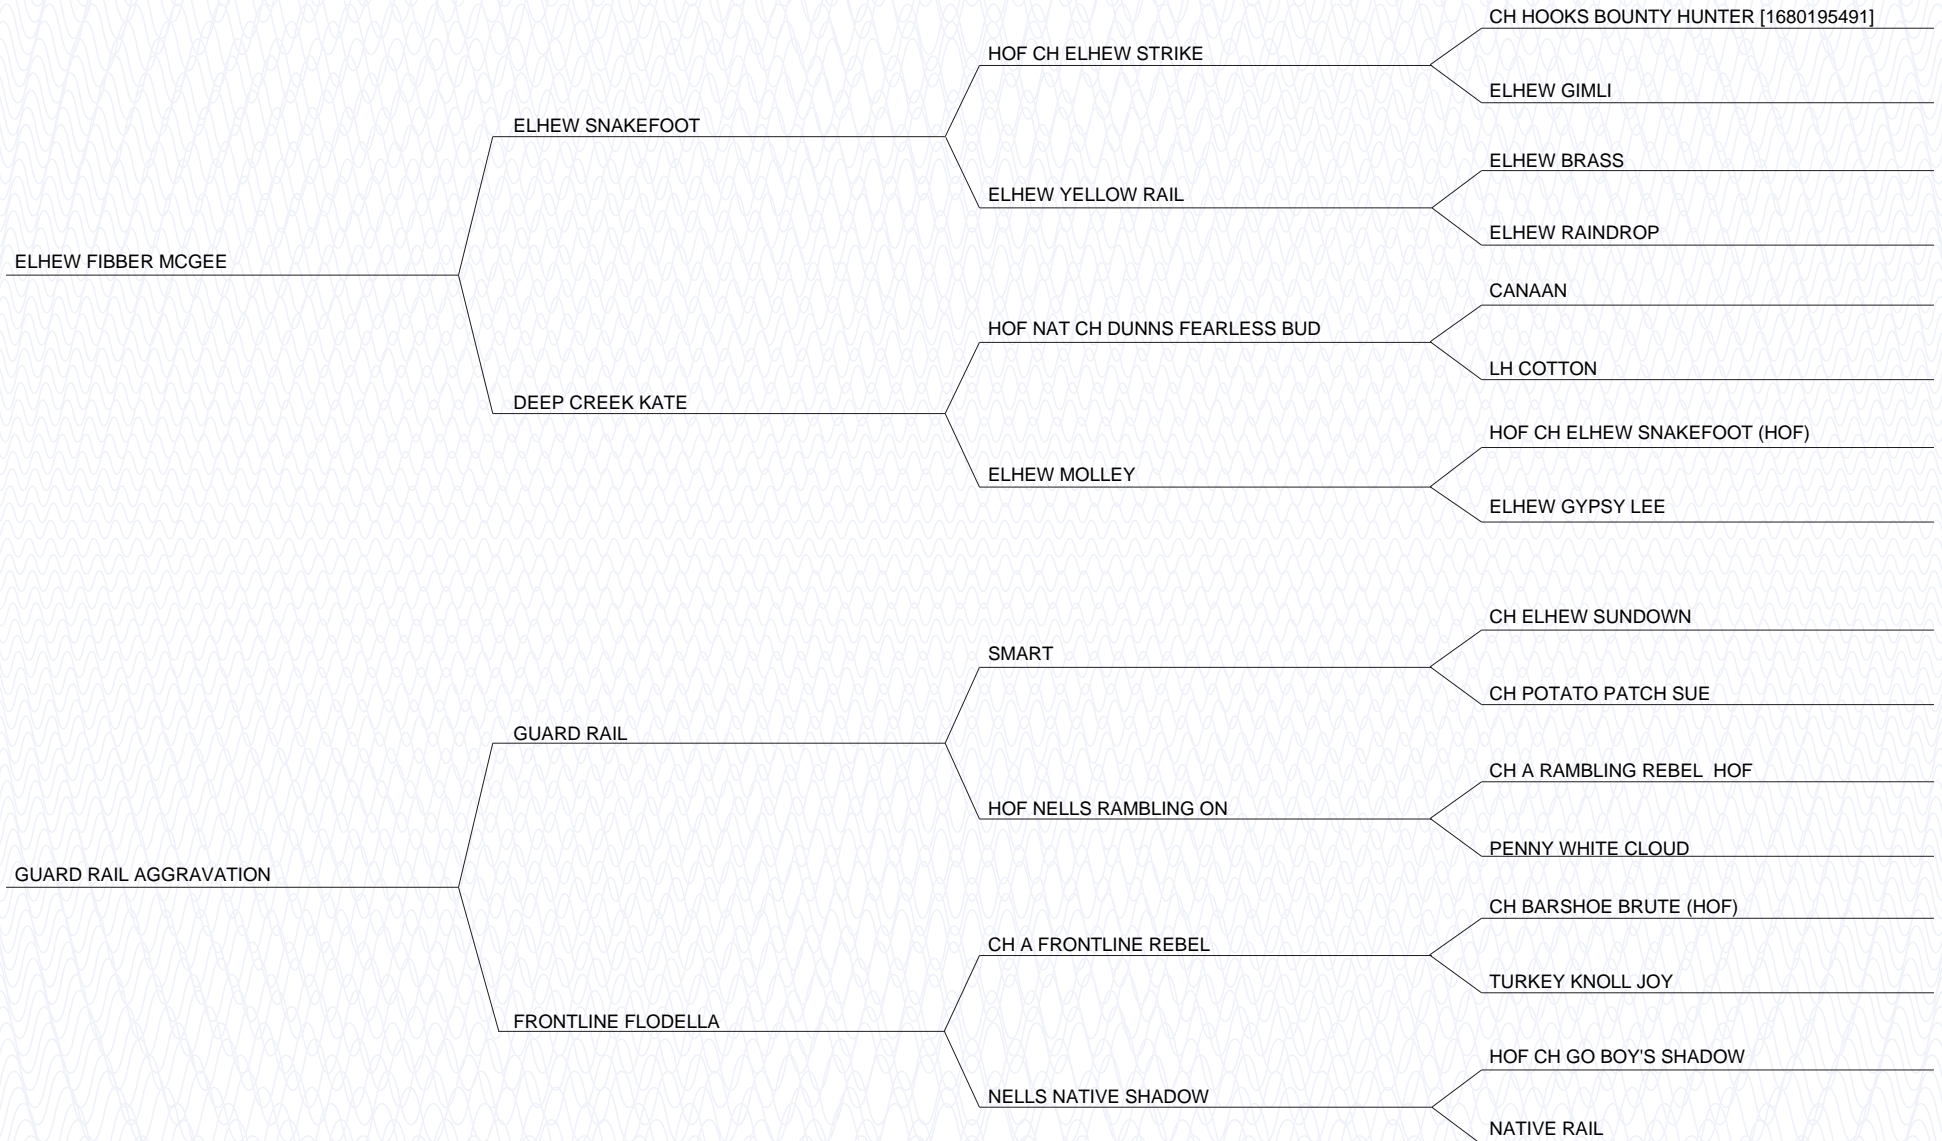 CH HOOKS BOUNTY HUNTER [1680195491]
HOF CH ELHEW STRIKE
ELHEW GIMLI
ELHEW SNAKEFOOT
ELHEW BRASS
ELHEW YELLOW RAIL
ELHEW RAINDROP
ELHEW FIBBER MCGEE
CANAAN
HOF NAT CH DUNNS FEARLESS BUD
LH COTTON
DEEP CREEK KATE
HOF CH ELHEW SNAKEFOOT (HOF)
ELHEW MOLLEY
ELHEW GYPSY LEE
CH ELHEW SUNDOWN
SMART
CH POTATO PATCH SUE
GUARD RAIL
CH A RAMBLING REBEL  HOF
HOF NELLS RAMBLING ON
PENNY WHITE CLOUD
GUARD RAIL AGGRAVATION
CH BARSHOE BRUTE (HOF)
CH A FRONTLINE REBEL
TURKEY KNOLL JOY
FRONTLINE FLODELLA
HOF CH GO BOY'S SHADOW
NELLS NATIVE SHADOW
NATIVE RAIL